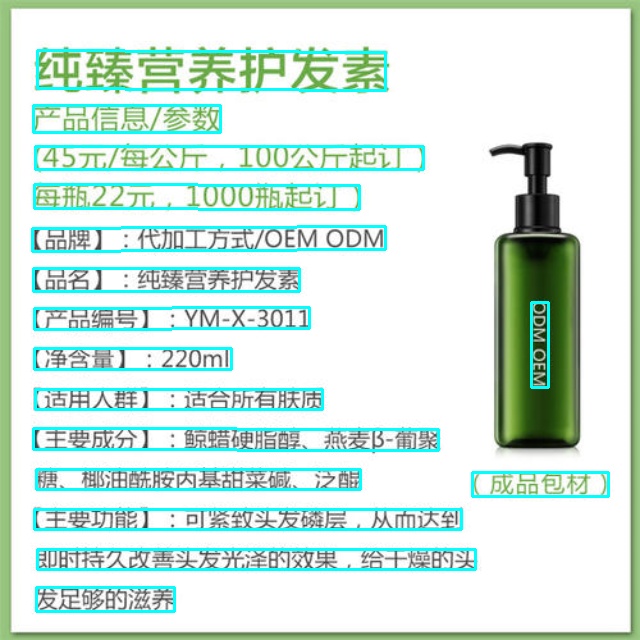 纯臻营养护发素
产品信息/参数
(45元/每公斤，100公斤起订)
每瓶22元，1000瓶起订)
【品牌】：代加工方式/OEM ODM
【品名】：纯臻营养护发素
【产品编号】：YM-X-3011
【净含量】：220ml
【适用人群】：适合所有肤质
【主要成分】：鲸蜡硬脂醇、燕麦β-葡聚
糖、椰油酰胺内基甜菜碱、泛醌
【主要功能】：可紧致头发磷层，从而达到
即时持久改善头发光泽的效果，给干燥的头
发足够的滋养
ODM OEM
(成品包材)